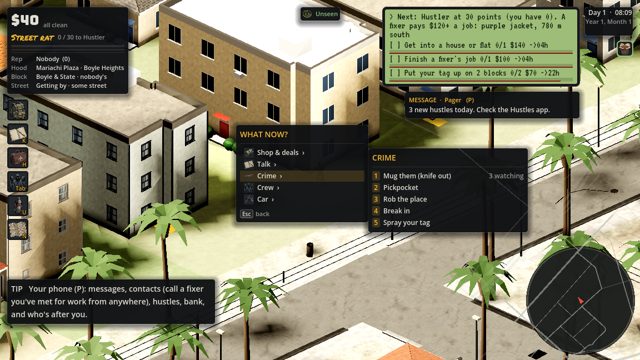 $40 all clean
STREET RAT 0 / 30 to Hustler
Rep Nobody (0)
Hood Mariachi Plaza · Boyle Heights
Block Boyle & State · nobody's
Street Getting by · some street
H
Tab
U
Unseen
> Next: Hustler at 30 points (you have 0). A
fixer pays $120+ a job: purple jacket, 780 m
south
[ ] Get into a house or flat 0/1 $140 ->04h
[ ] Finish a fixer's job 0/1 $100 ->04h
[ ] Put your tag up on 2 blocks 0/2 $70 ->22h
Day 1 · 08:09
Year 1, Month 1
MESSAGE · Pager (P)
3 new hustles today. Check the Hustles app.
WHAT NOW?
Shop & deals ›
Talk ›
Crime ›
Crew ›
Car ›
Esc back
CRIME
1 Mug them (knife out) 3 watching
2 Pickpocket
3 Rob the place
4 Break in
5 Spray your tag
TIP Your phone (P): messages, contacts (call a fixer
you've met for work from anywhere), hustles, bank,
and who's after you.